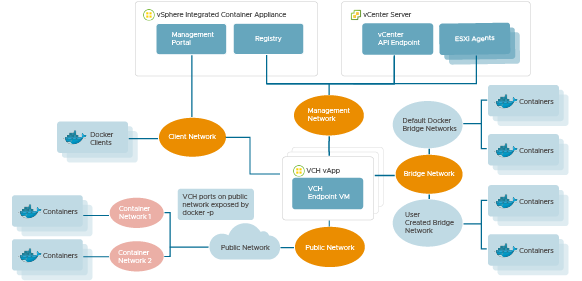 vSphere Integrated Container Appliance
Management
Portal
Registry
vCenter Server
vCenter
API Endpoint
ESXi Agents
Management
Network
Default Docker
Bridge Networks
Containers
Containers
Docker
Clients
Client Network
VCH vApp
VCH
Endpoint VM
Bridge Network
VCH ports on public
network exposed by
docker -p
Containers
Container
Network 1
Containers
Container
Network 2
Public Network
Public Network
User
Created Bridge
Network
Containers
Containers